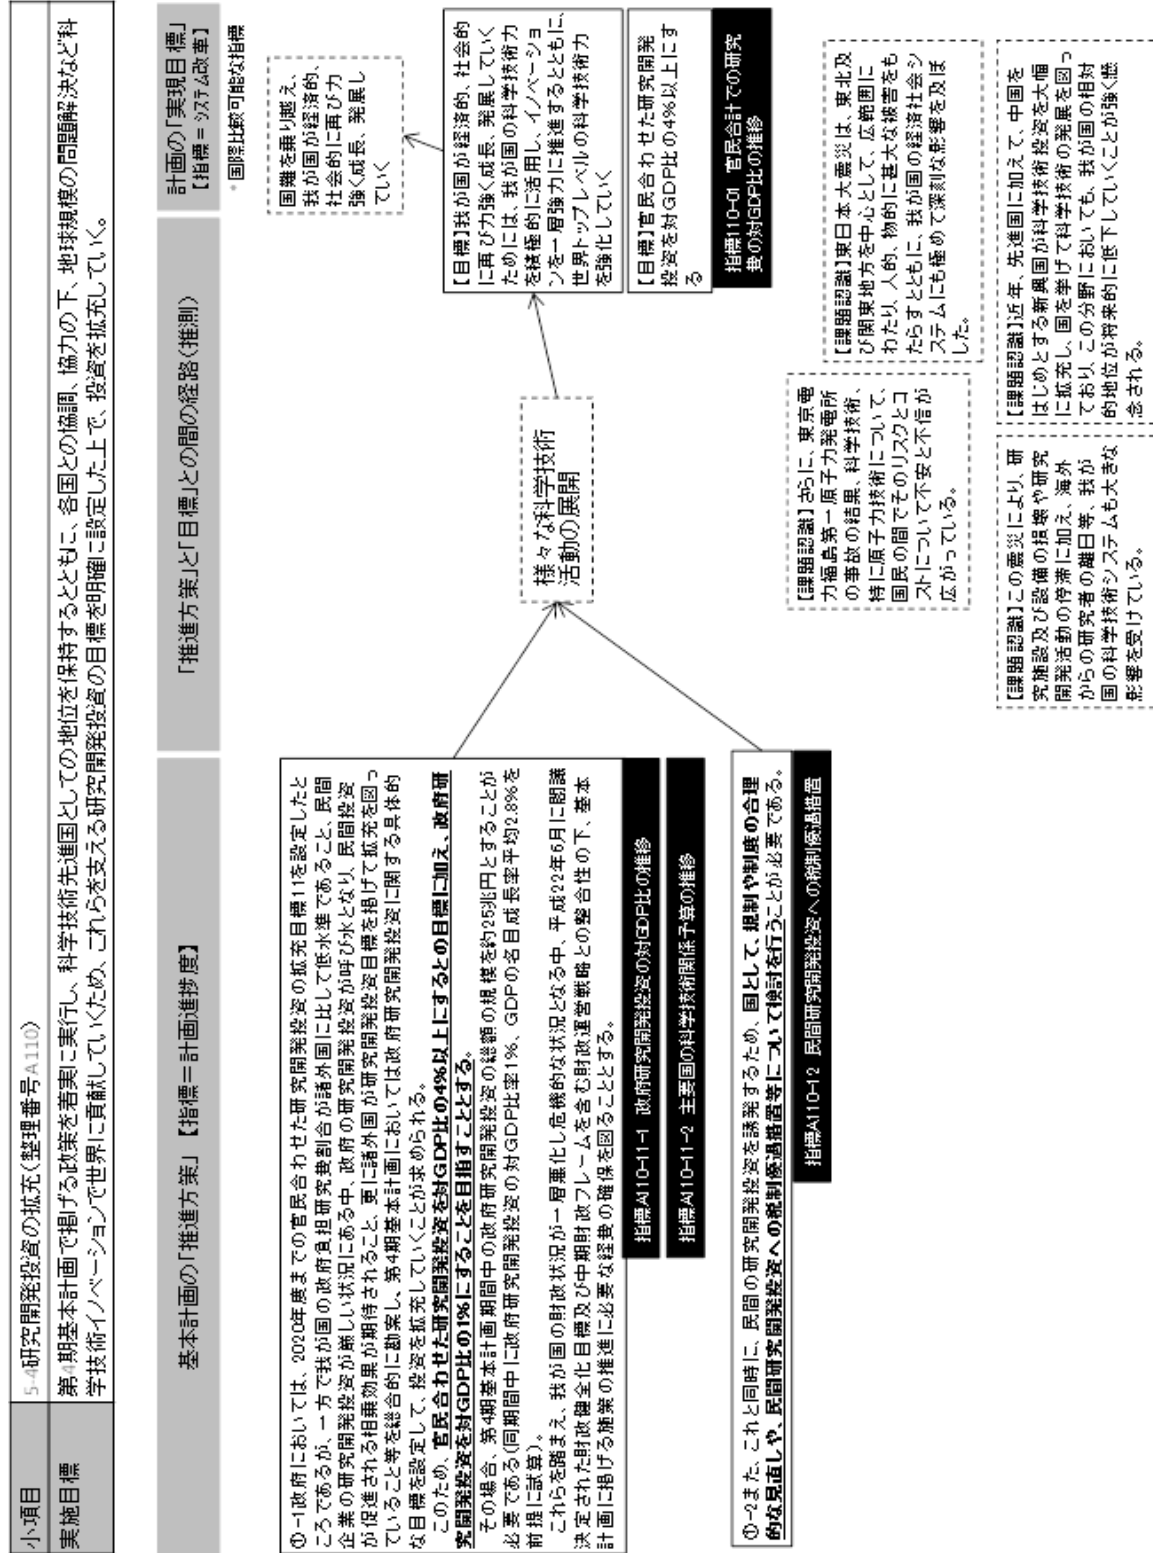 小項目
5-4研究開発投資の拡充(整理番号A110)
実施目標
第4期基本計画で掲げる政策を着実に実行し、科学技術先進国としての地位を保持するとともに、各国との協調、協力の下、地球規模の問題解決など科
学技術イノベーションで世界に貢献していくため、これらを支える研究開発投資の目標を明確に設定した上で、投資を拡充していく。
基本計画の「推進方策」【指標=計画進捗度】
「推進方策」と「目標」との間の経路(推測)
計画の「実現目標」
【指標=システム改革】
*国際比較可能な指標
①-1政府においては、2020年度までの官民合わせた研究開発投資の拡充目標11を設定したと
ころであるが、一方で我が国の政府負担研究費割合が諸外国に比して低水準であること、民間
企業の研究開発投資が厳しい状況にある中、政府の研究開発投資が呼び水となり、民間投資
が促進される相乗効果が期待されること、更に諸外国が研究開発投資目標を掲げて拡充を図っ
ていること等を総合的に勘案し、第4期基本計画においては政府研究開発投資に関する具体的
な目標を設定して、投資を拡充していくことが求められる。
このため、官民合わせた研究開発投資を対GDP比の4%以上にするとの目標に加え、政府研
究開発投資を対GDP比の1%にすることを目指すこととする。
その場合、第4期基本計画期間中の政府研究開発投資の総額の規模を約25兆円とすることが
必要である(同期間中に政府研究開発投資の対GDP比率1%、GDPの名目成長率平均2.8%を
前提に試算)。
これらを踏まえ、我が国の財政状況が一層悪化し危機的な状況となる中、平成22年6月に閣議
決定された財政健全化目標及び中期財政フレームを含む財政運営戦略との整合性の下、基本
計画に掲げる施策の推進に必要な経費の確保を図ることとする。
指標A110-11-1 政府研究開発投資の対GDP比の推移
指標A110-11-2 主要国の科学技術関係予算の推移
①-2また、これと同時に、民間の研究開発投資を誘発するため、国として、規制や制度の合理
的な見直しや、民間研究開発投資への税制優遇措置等について検討を行うことが必要である。
指標A110-12 民間研究開発投資への税制優遇措置
様々な科学技術
活動の展開
国難を乗り越え、
我が国が経済的、
社会的に再び力
強く成長、発展し
ていく
【目標】我が国が経済的、社会的
に再び力強く成長、発展していく
ためには、我が国の科学技術力
を積極的に活用し、イノベーショ
ンを一層強力に推進するとともに、
世界トップレベルの科学技術力
を強化していく
【目標】官民合わせた研究開発
投資を対GDP比の4%以上にす
る
指標110-01 官民合計での研究
費の対GDP比の推移
【課題認識】さらに、東京電
力福島第一原子力発電所
の事故の結果、科学技術、
特に原子力技術について、
国民の間でそのリスクとコ
ストについて不安と不信が
広がっている。
【課題認識】東日本大震災は、東北及
び関東地方を中心として、広範囲に
わたり、人的、物的に甚大な被害をも
たらすとともに、我が国の経済社会シ
ステムにも極めて深刻な影響を及ぼ
した。
【課題認識】この震災により、研
究施設及び設備の損壊や研究
開発活動の停滞に加え、海外
からの研究者の離日等、我が
国の科学技術システムも大きな
影響を受けている。
【課題認識】近年、先進国に加えて、中国を
はじめとする新興国が科学技術投資を大幅
に拡充し、国を挙げて科学技術の発展を図っ
ており、この分野においても、我が国の相対
的地位が将来的に低下していくことが強く懸
念される。